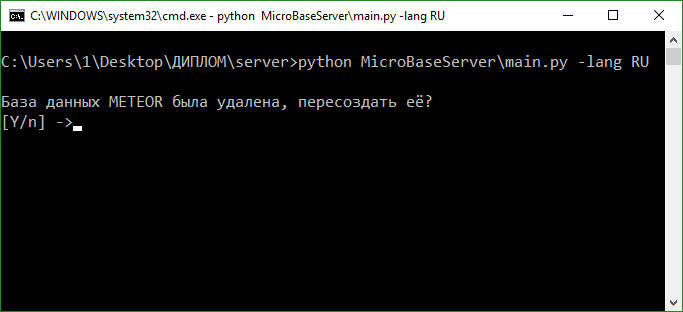 C:\WINDOWS\system32\cmd.exe - python  MicroBaseServer\main.py -lang RU
C:\Users\1\Desktop\ДИПЛОМ\server>python MicroBaseServer\main.py -lang RU
База данных METEOR была удалена, пересоздать её?
[Y/n] ->